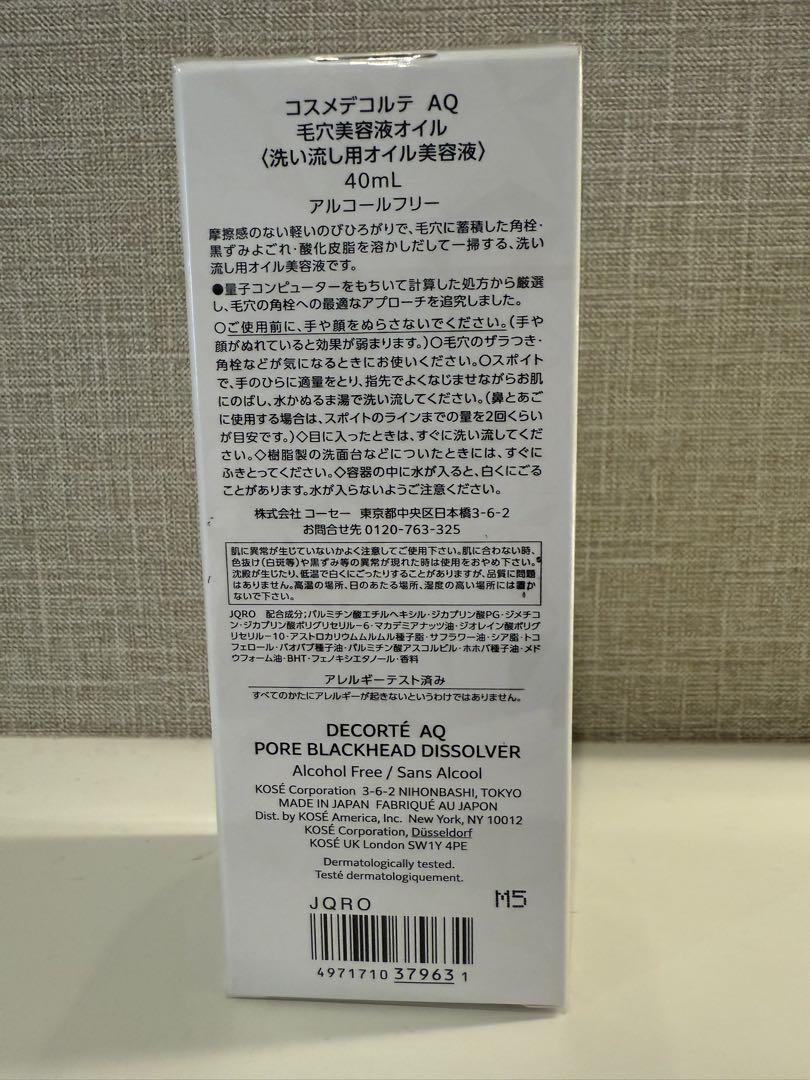 コスメデコルテ AQ
毛穴美容液オイル
〈洗い流し用オイル美容液〉
40mL
アルコールフリー
摩擦感のない軽いのびひろがりで、毛穴に蓄積した角栓・
黒ずみよごれ・酸化皮脂を溶かしだして一掃する、洗い
流し用オイル美容液です。
●量子コンピューターをもちいて計算した処方から厳選
し、毛穴の角栓への最適なアプローチを追究しました。
○ご使用前に、手や顔をぬらさないでください。(手や
顔がぬれていると効果が弱まります。)○毛穴のザラつき・
角栓などが気になるときにお使いください。○スポイト
で、手のひらに適量をとり、指先でよくなじませながらお肌
にのばし、水かぬるま湯で洗い流してください。(鼻とあご
に使用する場合は、スポイトのラインまでの量を2回くらい
が目安です。)◇目に入ったときは、すぐに洗い流してくだ
さい。◇樹脂製の洗面台などについたときには、すぐに
ふきとってください。◇容器の中に水が入ると、白くにごる
ことがあります。水が入らないようご注意ください。
株式会社 コーセー 東京都中央区日本橋3-6-2
お問合せ先 0120-763-325
肌に異常が生じていないかよく注意してご使用下さい。肌に合わない時、
色抜け(白斑等)や黒ずみ等の異常が現れた時は使用をおやめ下さい。
沈殿が生じたり、低温で白くにごったりすることがありますが、品質に問題
はありません。高温の場所、日のあたる場所、湿度の高い場所には置か
ないで下さい。
JQRO 配合成分;パルミチン酸エチルヘキシル・ジカプリン酸PG・ジメチコ
ン・ジカプリン酸ポリグリセリル-6・マカデミアナッツ油・ジオレイン酸ポリグ
リセリル-10・アストロカリウムムルムル種子脂・サフラワー油・シア脂・トコ
フェロール・バオバブ種子油・パルミチン酸アスコルビル・ホホバ種子油・メド
ウフォーム油・BHT・フェノキシエタノール・香料
アレルギーテスト済み
すべてのかたにアレルギーが起きないというわけではありません。
DECORTÉ AQ
PORE BLACKHEAD DISSOLVER
Alcohol Free / Sans Alcool
KOSÉ Corporation 3-6-2 NIHONBASHI, TOKYO
MADE IN JAPAN FABRIQUÉ AU JAPON
Dist. by KOSÉ America, Inc. New York, NY 10012
KOSÉ Corporation, Düsseldorf
KOSÉ UK London SW1Y 4PE
Dermatologically tested.
Testé dermatologiquement.
JQRO M5
4971710 37963 1